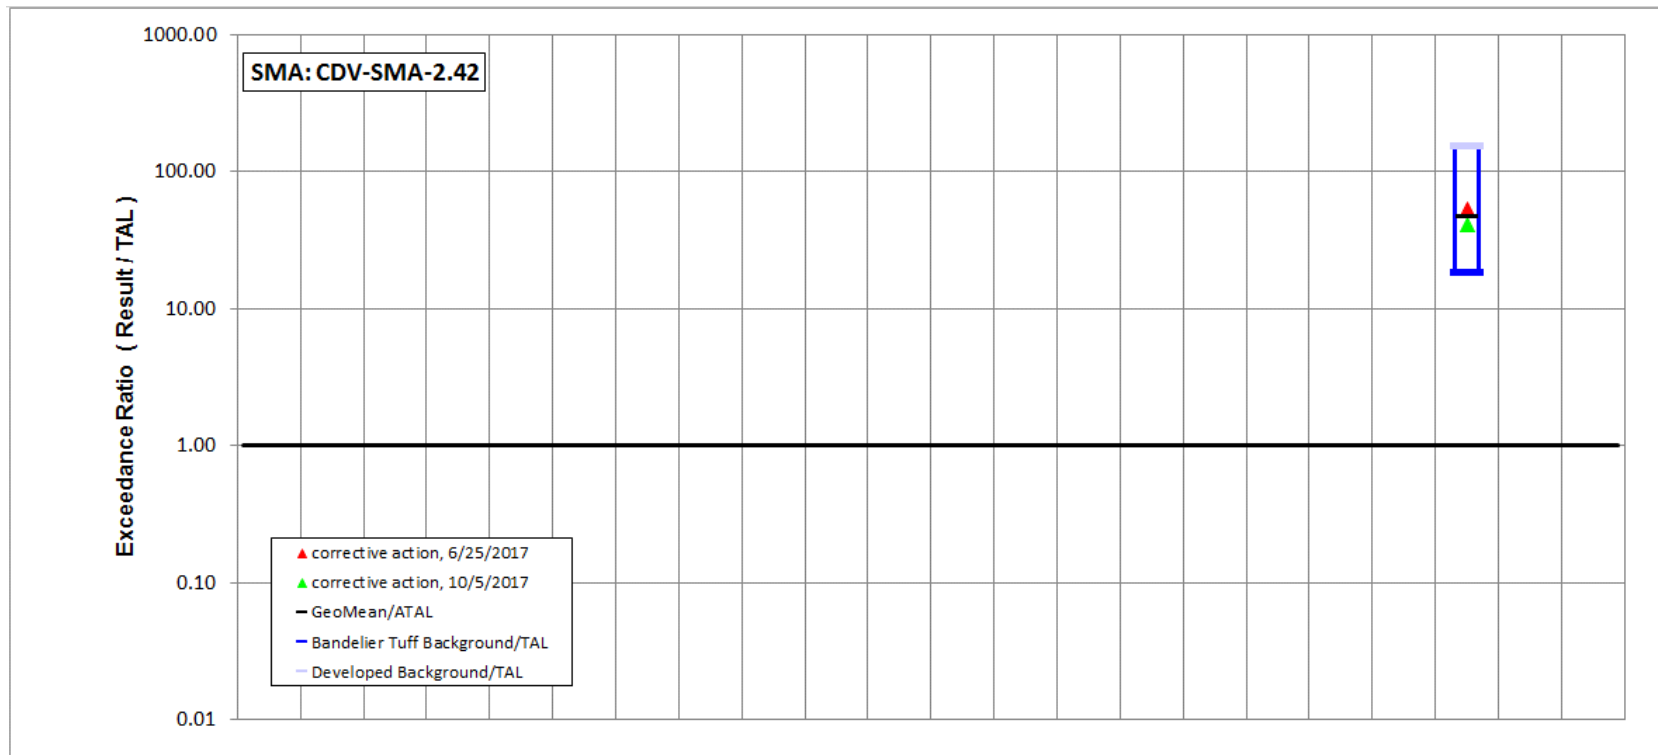 1000.00
SMA: CDV-SMA-2.42
100.00
10.00
1.00
0.10
0.01
Exceedance Ratio ( Result / TAL )
corrective action, 6/25/2017
corrective action, 10/5/2017
GeoMean/ATAL
Bandelier Tuff Background/TAL
Developed Background/TAL